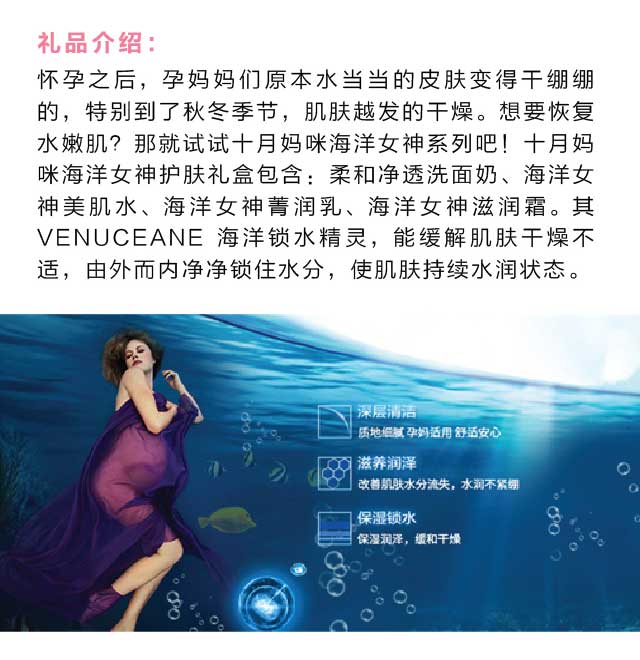 礼品介绍：
怀孕之后，孕妈妈们原本水当当的皮肤变得干绷绷
的，特别到了秋冬季节，肌肤越发的干燥。想要恢复
水嫩肌？那就试试十月妈咪海洋女神系列吧！十月妈
咪海洋女神护肤礼盒包含：柔和净透洗面奶、海洋女
神美肌水、海洋女神菁润乳、海洋女神滋润霜。其
VENUCEANE 海洋锁水精灵，能缓解肌肤干燥不
适，由外而内净净锁住水分，使肌肤持续水润状态。
深层清洁
质地细腻 孕妈适用 舒适安心
滋养润泽
改善肌肤水分流失，水润不紧绷
保湿锁水
保湿润泽，缓和干燥